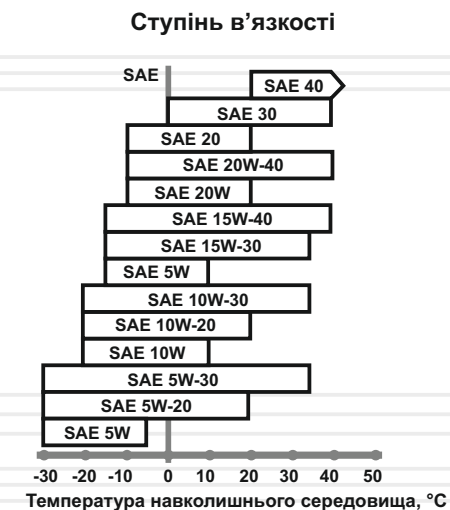 Ступінь в’язкості
SAE
SAE 40
SAE 30
SAE 20
SAE 20W-40
SAE 20W
SAE 15W-40
SAE 15W-30
SAE 5W
SAE 10W-30
SAE 10W-20
SAE 10W
SAE 5W-30
SAE 5W-20
SAE 5W
-30 -20 -10 0 10 20 30 40 50
Температура навколишнього середовища, °С